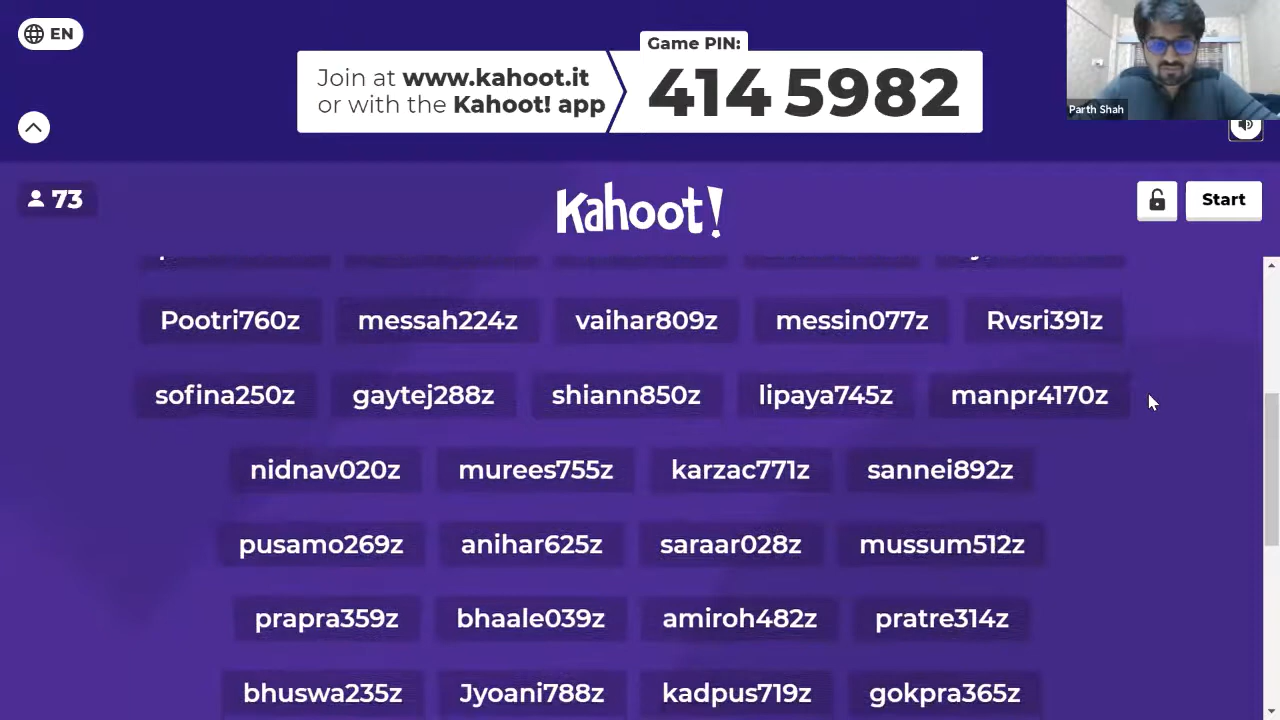 EN
Game PIN:
Join at www.kahoot.it
or with the Kahoot! app
414 5982
Parth Shah
73
Kahoot!
Start
Pootri760z messah224z vaihar809z messin077z Rvsri391z
sofina250z gaytej288z shiann850z lipaya745z manpr4170z
nidnav020z murees755z karzac771z sannei892z
pusamo269z anihar625z saraar028z mussum512z
prapra359z bhaale039z amiroh482z pratre314z
bhuswa235z Jyoani788z kadpus719z gokpra365z